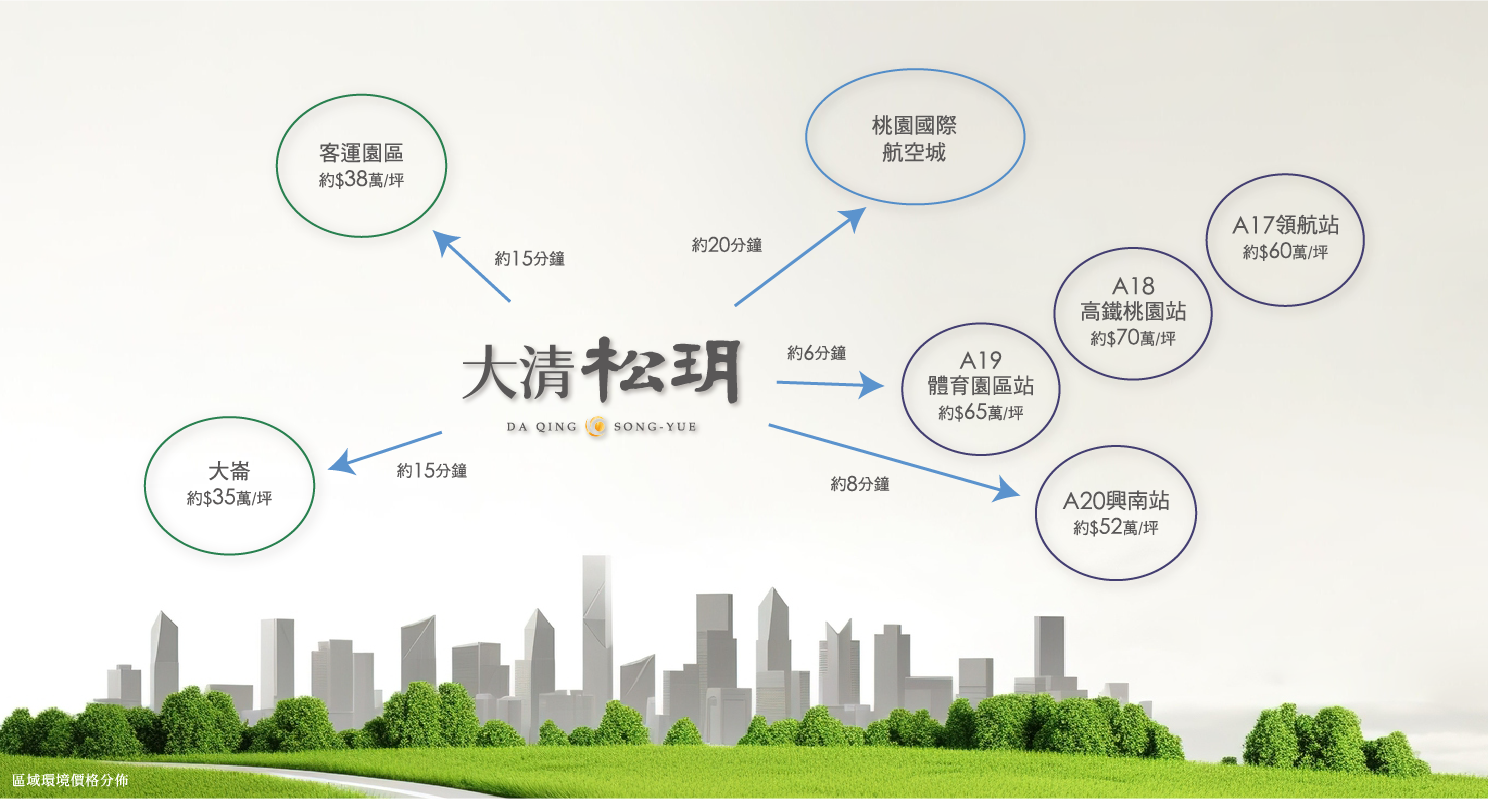 桃園國際
航空城
客運園區
約$38萬/坪
A17領航站
約$60萬/坪
約15分鐘
約20分鐘
A18
高鐵桃園站
約$70萬/坪
大清松玥
DA QING SONG-YUE
約6分鐘
A19
體育園區站
約$65萬/坪
大崙
約$35萬/坪
約15分鐘
約8分鐘
A20興南站
約$52萬/坪
區域環境價格分佈